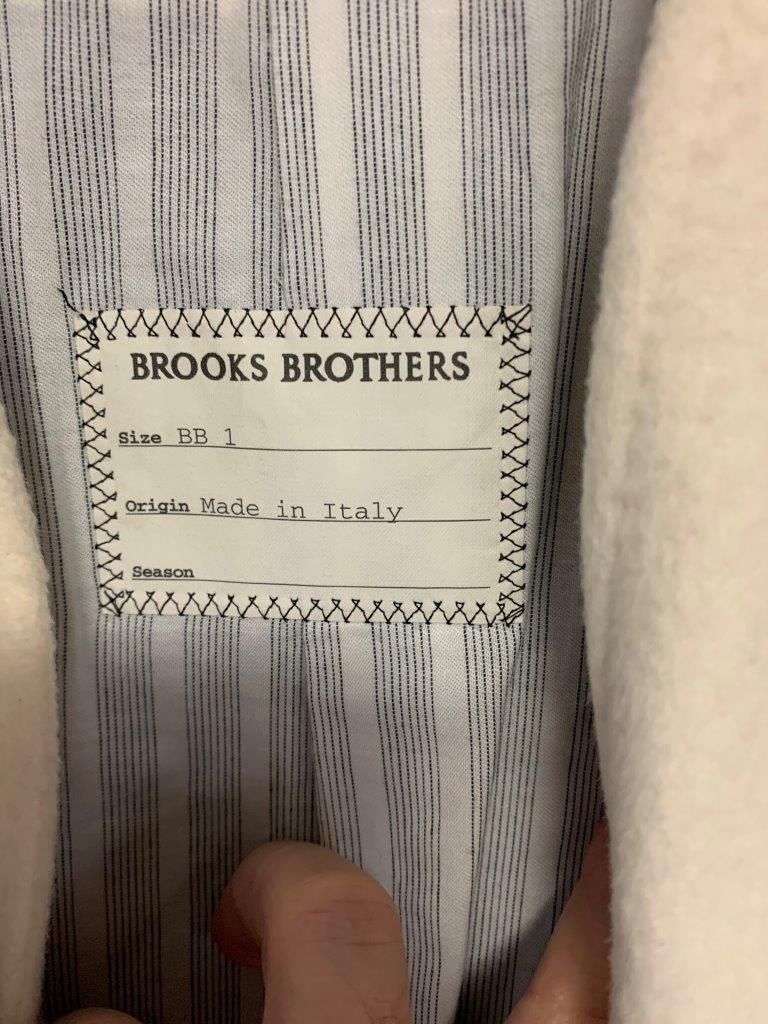 BROOKS BROTHERS
Size BB 1
Origin Made in Italy
Season